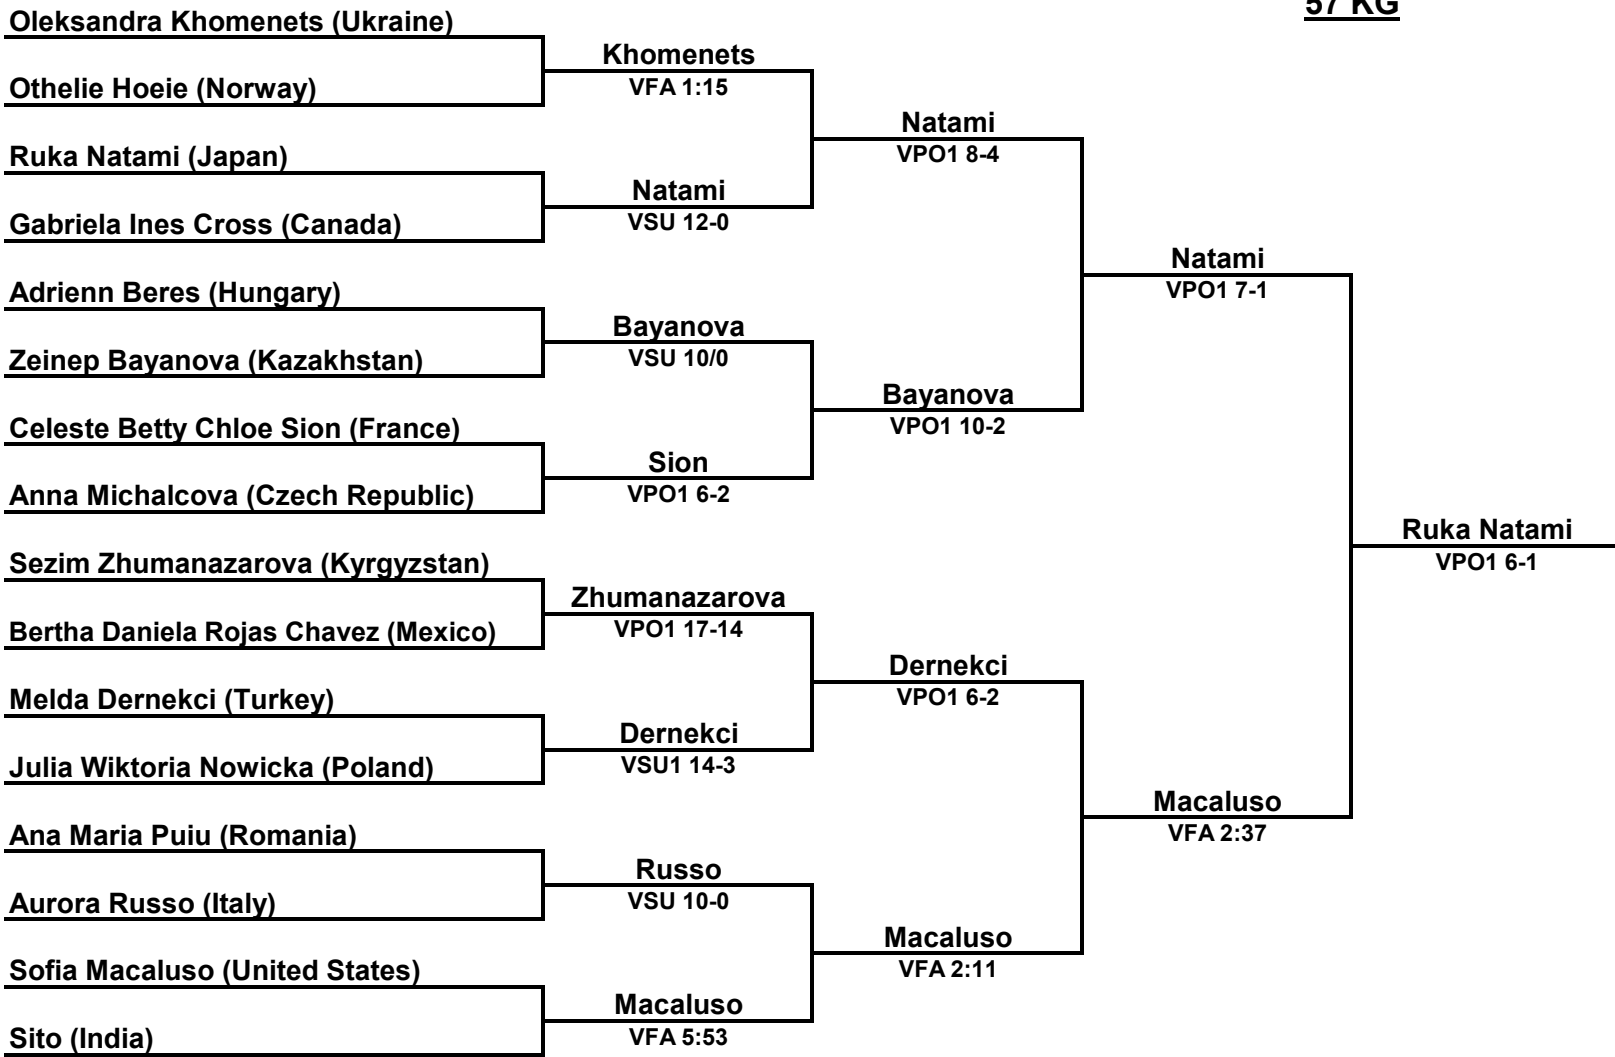 57 KG
Oleksandra Khomenets (Ukraine)
Othelie Hoeie (Norway)
Ruka Natami (Japan)
Gabriela Ines Cross (Canada)
Adrienn Beres (Hungary)
Zeinep Bayanova (Kazakhstan)
Celeste Betty Chloe Sion (France)
Anna Michalcova (Czech Republic)
Sezim Zhumanazarova (Kyrgyzstan)
Bertha Daniela Rojas Chavez (Mexico)
Melda Dernekci (Turkey)
Julia Wiktoria Nowicka (Poland)
Ana Maria Puiu (Romania)
Aurora Russo (Italy)
Sofia Macaluso (United States)
Sito (India)
Khomenets
VFA 1:15
Natami
VSU 12-0
Bayanova
VSU 10/0
Sion
VPO1 6-2
Zhumanazarova
VPO1 17-14
Dernekci
VSU1 14-3
Russo
VSU 10-0
Macaluso
VFA 5:53
Natami
VPO1 8-4
Bayanova
VPO1 10-2
Dernekci
VPO1 6-2
Macaluso
VFA 2:11
Natami
VPO1 7-1
Macaluso
VFA 2:37
Ruka Natami
VPO1 6-1